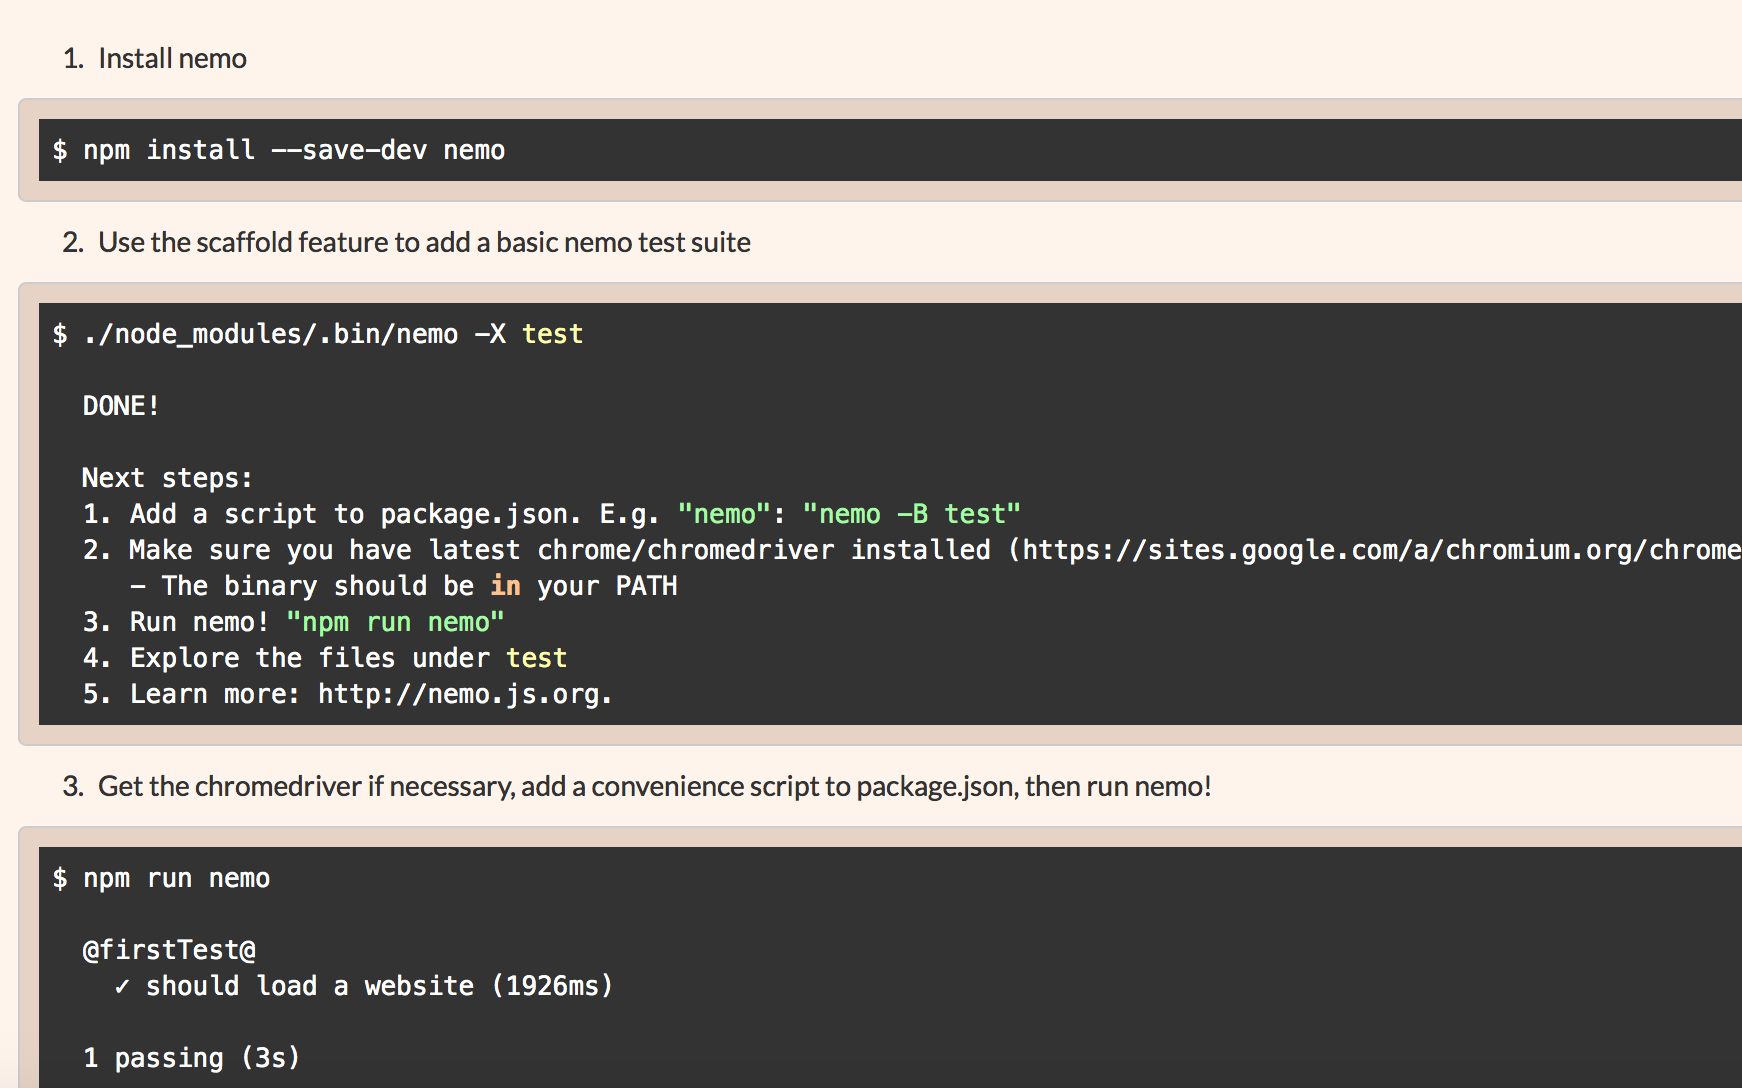 1. Install nemo
$ npm install --save-dev nemo
2. Use the scaffold feature to add a basic nemo test suite
$ ./node_modules/.bin/nemo -X test
DONE!
Next steps:
1. Add a script to package.json. E.g. "nemo": "nemo -B test"
2. Make sure you have latest chrome/chromedriver installed (https://sites.google.com/a/chromium.org/chrome
- The binary should be in your PATH
3. Run nemo! "npm run nemo"
4. Explore the files under test
5. Learn more: http://nemo.js.org.
3. Get the chromedriver if necessary, add a convenience script to package.json, then run nemo!
$ npm run nemo
@firstTest@
✓ should load a website (1926ms)
1 passing (3s)